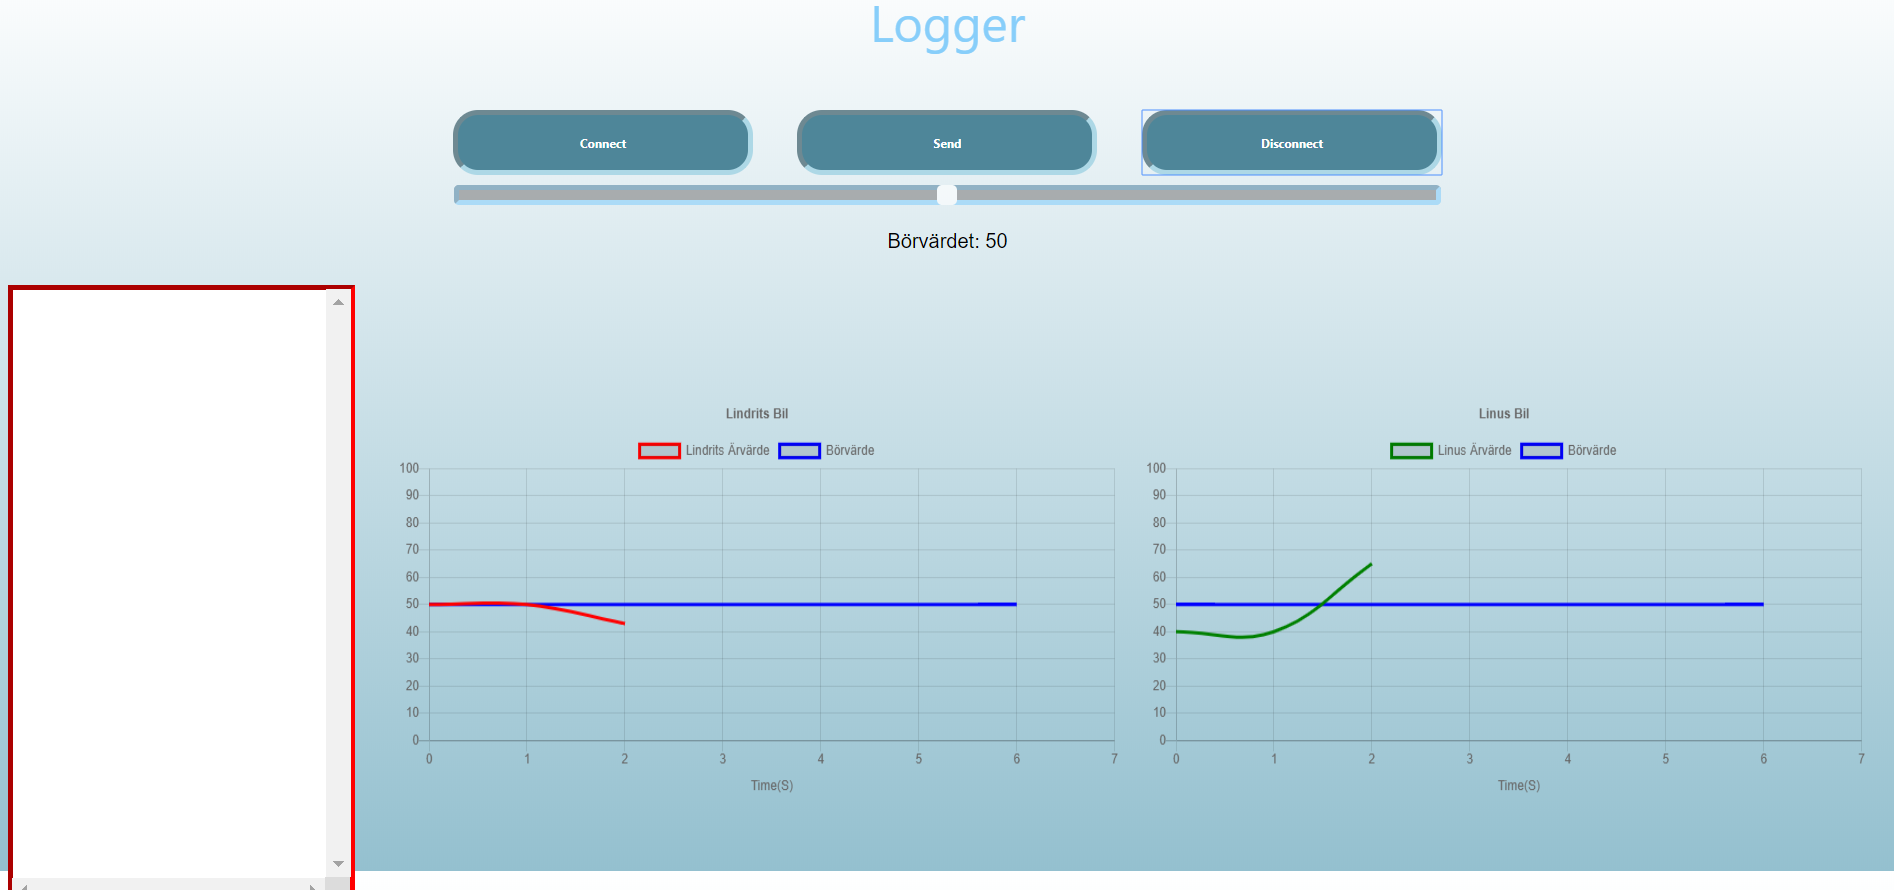 Logger
Connect Send Disconnect
Börvärdet: 50
Lindrits Bil
Lindrits Ärvärde Börvärde
100
90
80
70
60
50
40
30
20
10
0
0 1 2 3 4 5 6 7
Time(S)
Linus Bil
Linus Ärvärde Börvärde
100
90
80
70
60
50
40
30
20
10
0
0 1 2 3 4 5 6 7
Time(S)